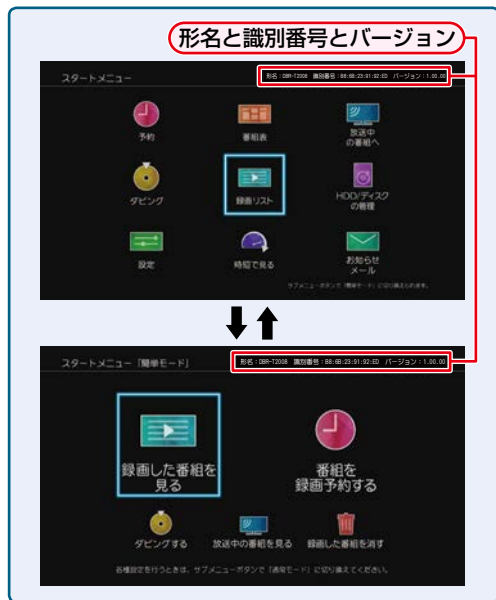 形名と識別番号とバージョン
スタートメニュー
形名:DBR-T2008 識別番号:B8:6B:23:91:92:ED バージョン:1.00.00
予約
番組表
放送中
の番組へ
ダビング
録画リスト
HDD/ディスク
の管理
設定
時短で見る
お知らせ
メール
サブメニューボタンで「簡単モード」に切り換えられます。
スタートメニュー「簡単モード」
形名:DBR-T2008 識別番号:B8:6B:23:91:92:ED バージョン:1.00.00
録画した番組を
見る
番組を
録画予約する
ダビングする
放送中の番組を見る
録画した番組を消す
各種設定を行うときは、サブメニューボタンで「通常モード」に切り換えてください。